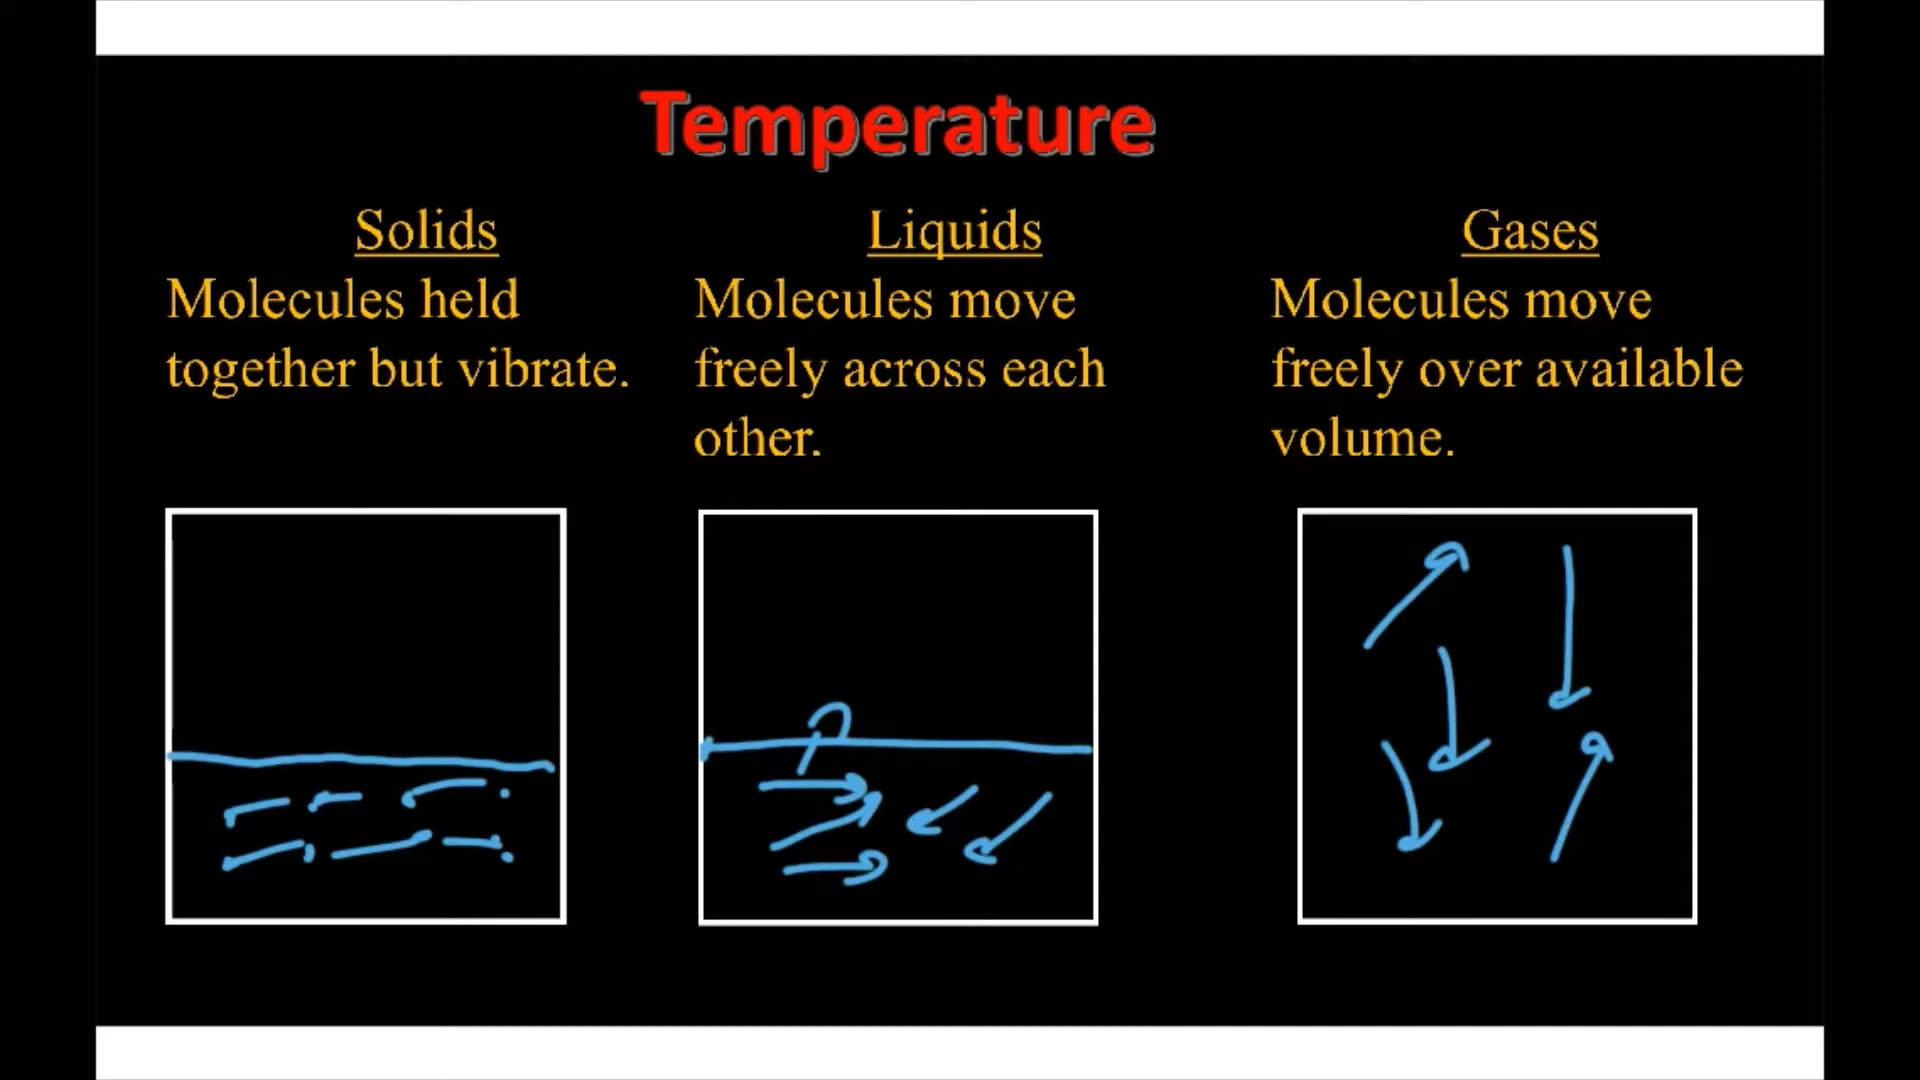 Temperature
Solids
Molecules held
together but vibrate.
Liquids
Molecules move
freely across each
other.
Gases
Molecules move
freely over available
volume.